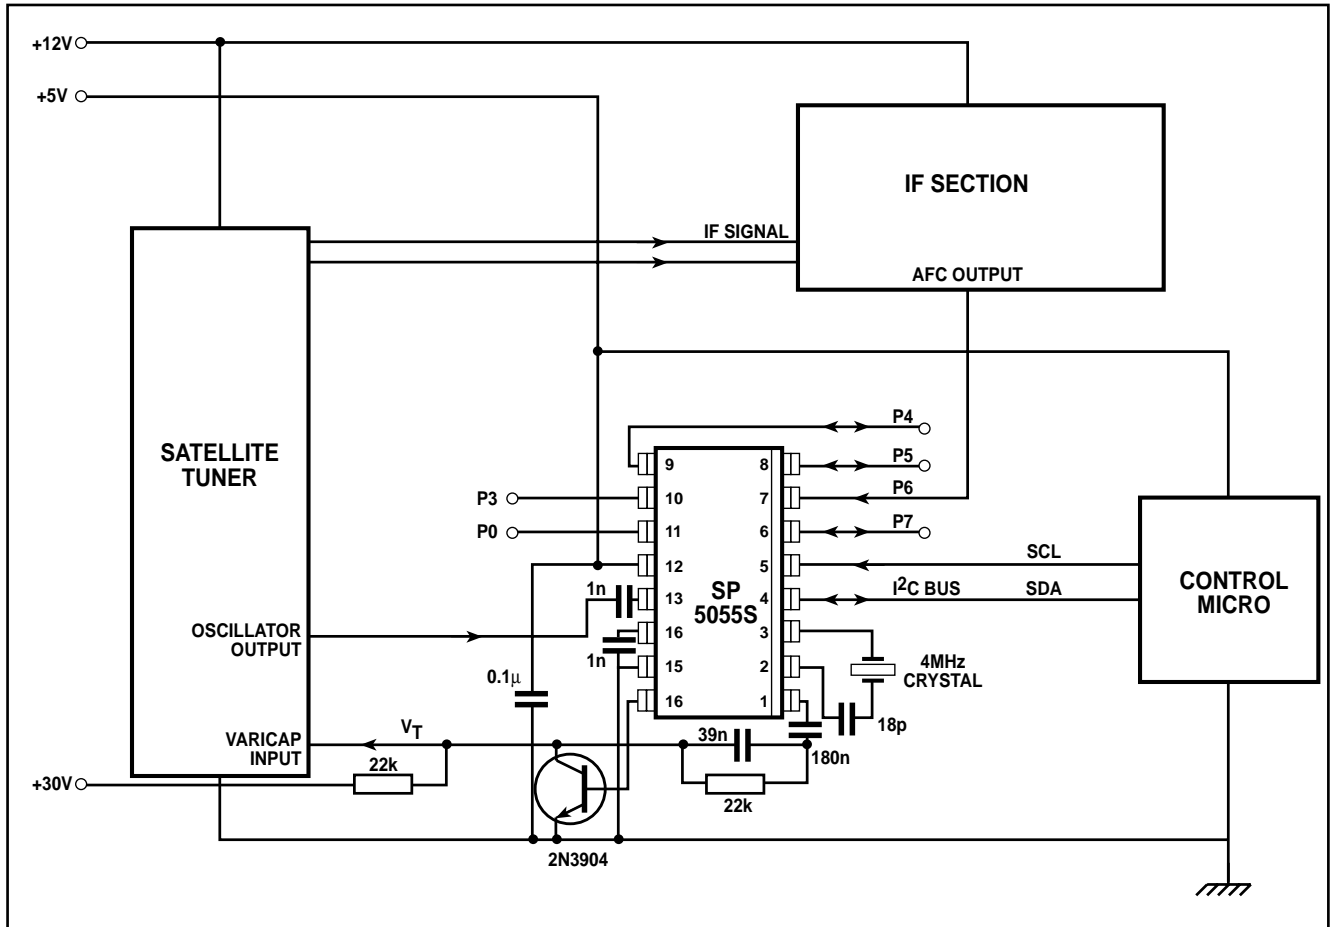 +12V
+5V
IF SECTION
IF SIGNAL
AFC OUTPUT
SATELLITE
TUNER
P4
P5
P6
P7
P3
P0
9
10
11
12
13
16
15
16
8
7
6
5
4
3
2
1
SP
5055S
SCL
I²C BUS
SDA
CONTROL
MICRO
1n
1n
OSCILLATOR
OUTPUT
0.1μ
4MHz
CRYSTAL
18p
39n
180n
22k
VARICAP
INPUT
VT
22k
+30V
2N3904